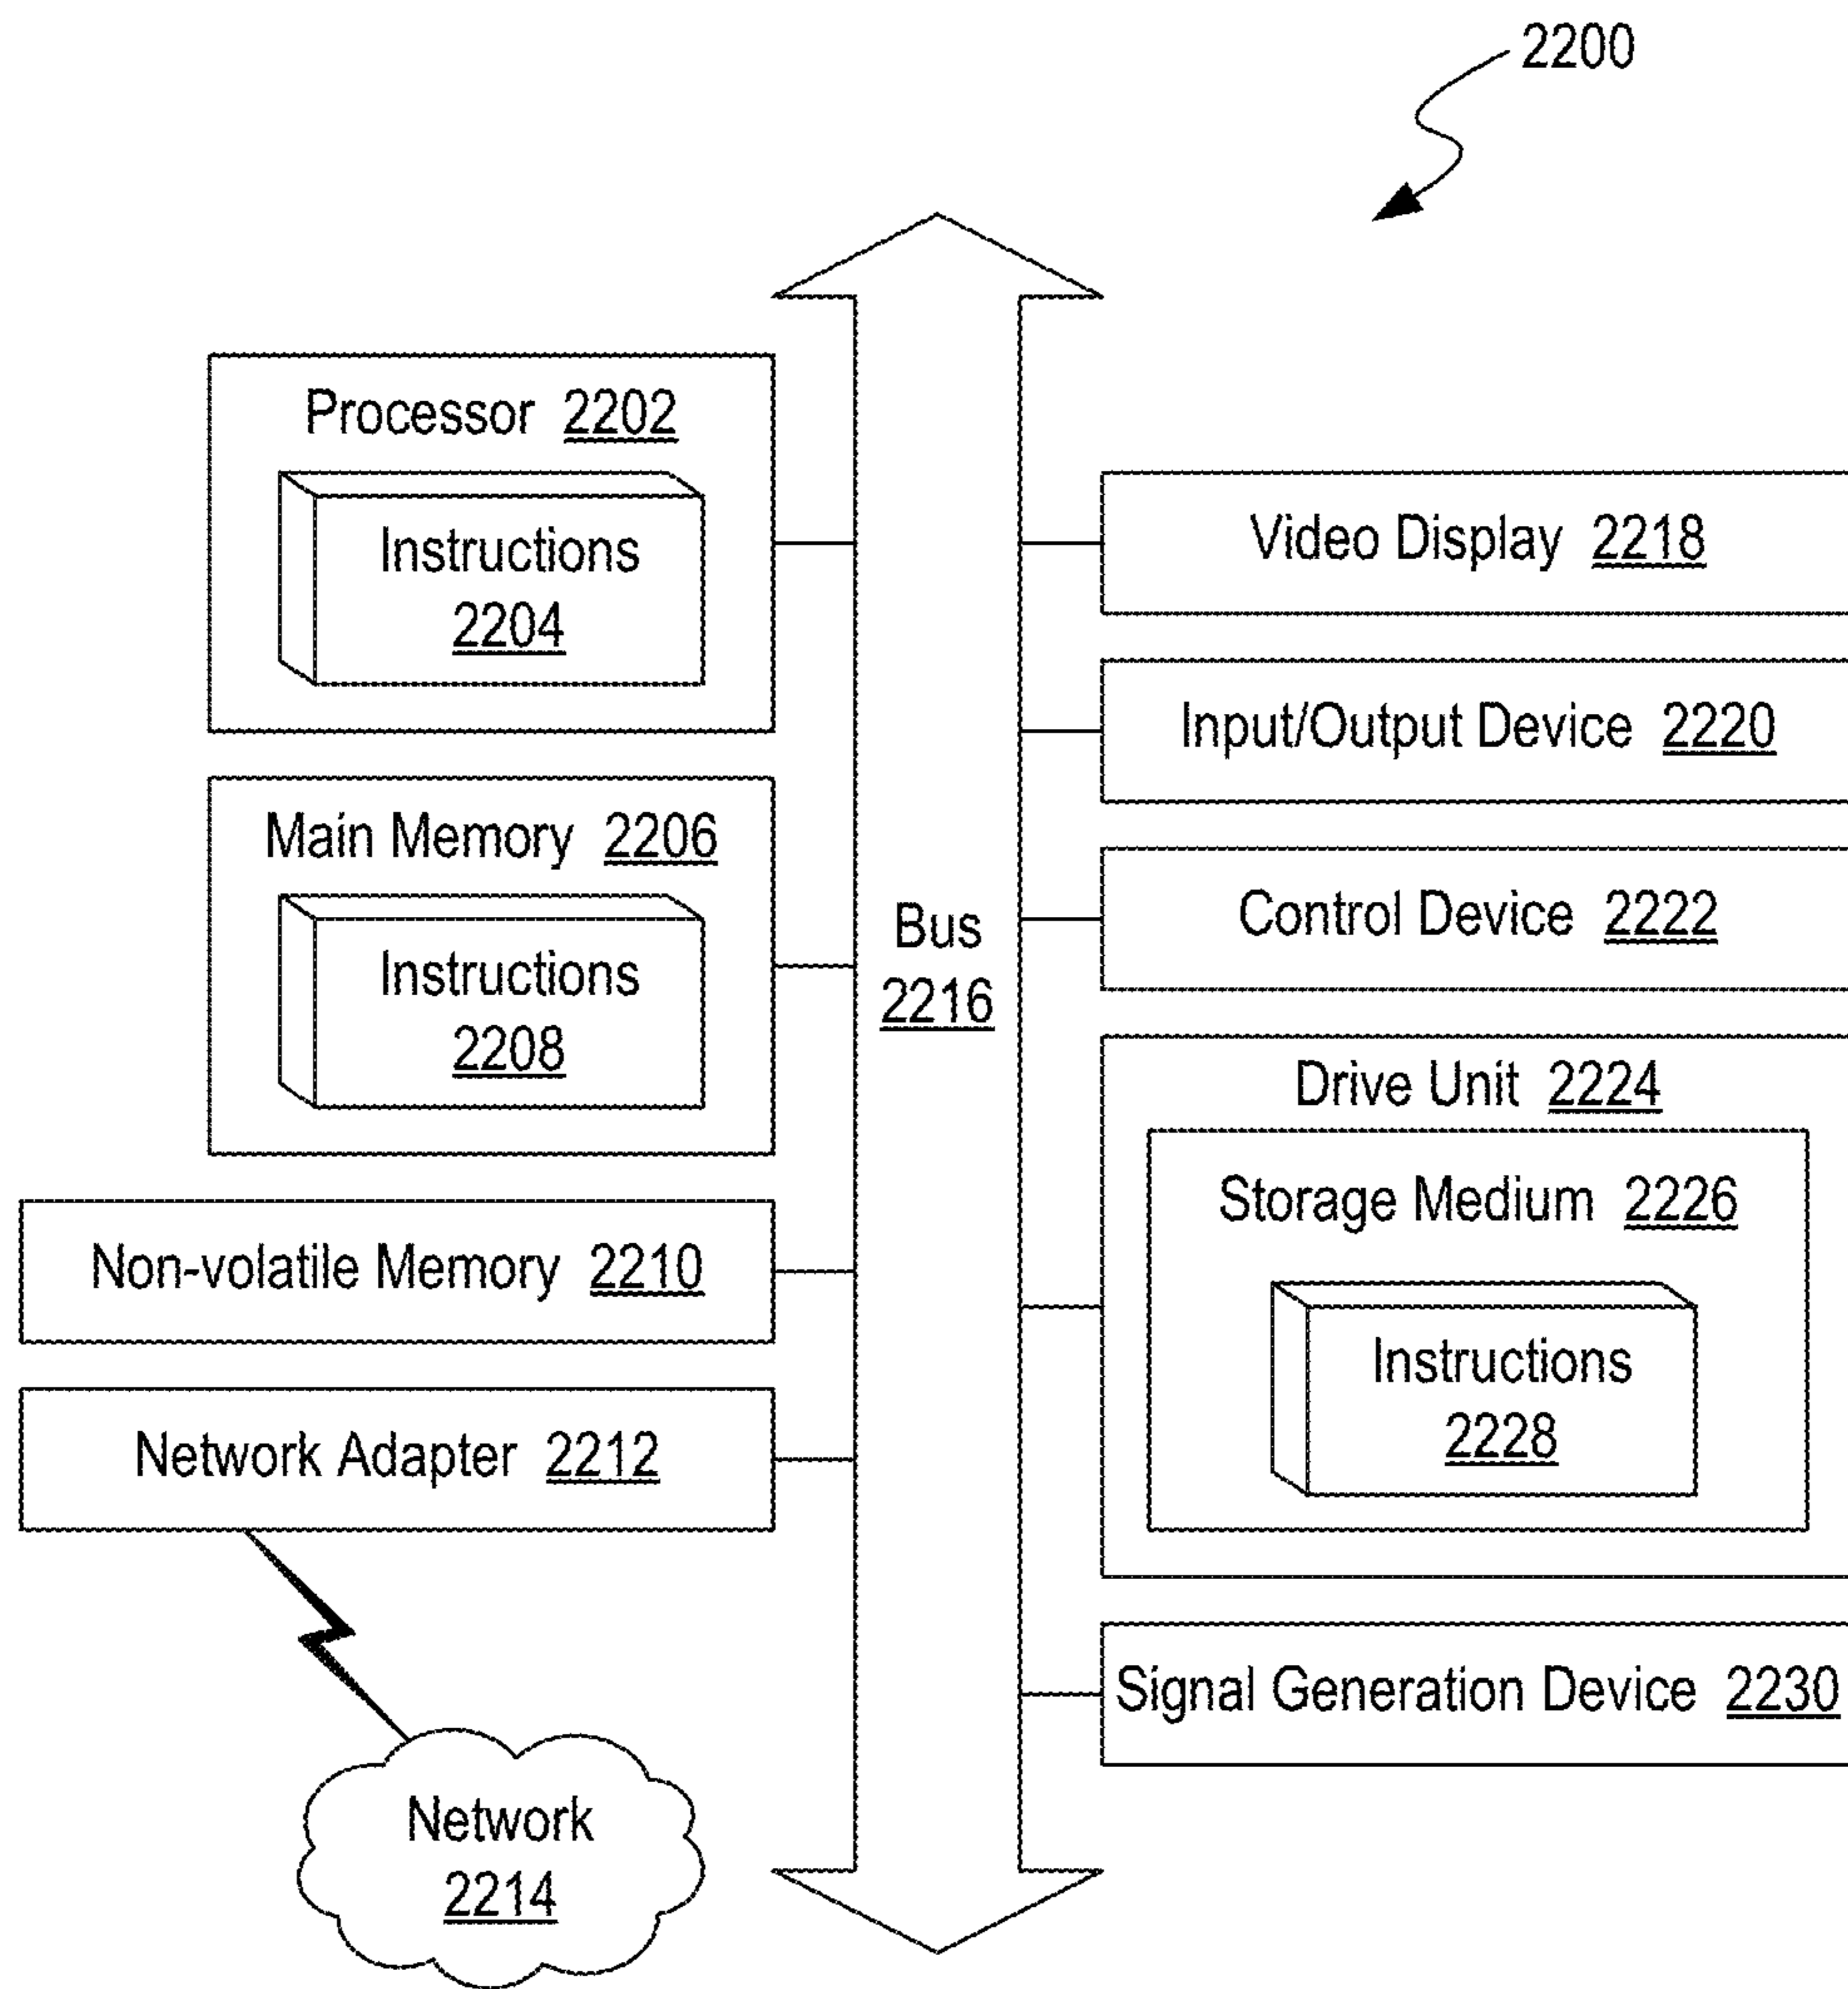 2200
Processor 2202
Instructions
2204
Main Memory 2206
Instructions
2208
Non-volatile Memory 2210
Network Adapter 2212
Network
2214
Bus
2216
Video Display 2218
Input/Output Device 2220
Control Device 2222
Drive Unit 2224
Storage Medium 2226
Instructions
2228
Signal Generation Device 2230